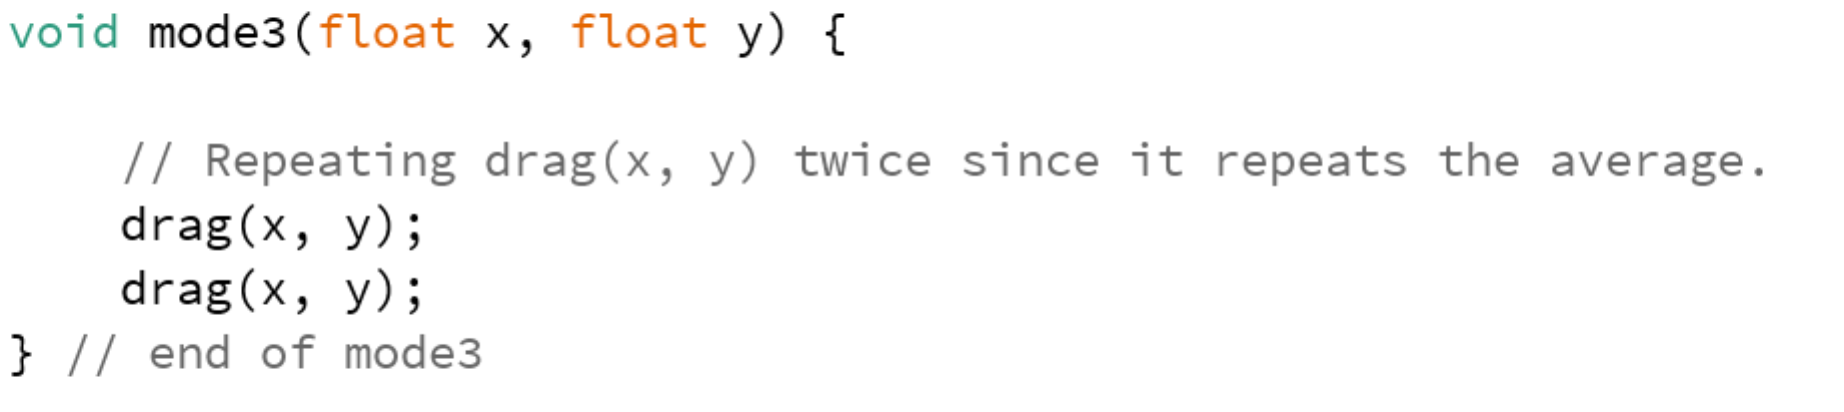 void mode3(float x, float y) {
// Repeating drag(x, y) twice since it repeats the average.
drag(x, y);
drag(x, y);
} // end of mode3